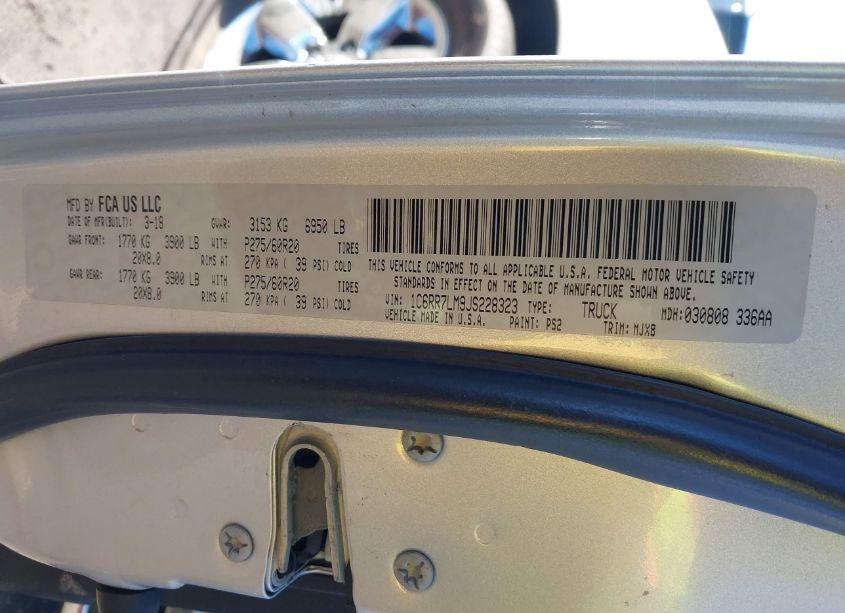 MFD BY FCA US LLC
DATE OF MFR(BUILT): 3-18 GVWR: 3153 KG 6950 LB
GAWR FRONT: 1770 KG 3900 LB WITH P275/60R20 TIRES
20X8.0 RIMS AT 270 KPA ( 39 PSI) COLD
GAWR REAR: 1770 KG 3900 LB WITH P275/60R20 TIRES
20X8.0 RIMS AT 270 KPA ( 39 PSI) COLD
THIS VEHICLE CONFORMS TO ALL APPLICABLE U.S.A. FEDERAL MOTOR VEHICLE SAFETY
STANDARDS IN EFFECT ON THE DATE OF MANUFACTURE SHOWN ABOVE.
VIN: 1C6RR7LM9JS228323 TYPE: TRUCK MDH:030808 336AA
VEHICLE MADE IN U.S.A. PAINT: PS2 TRIM: MJX8